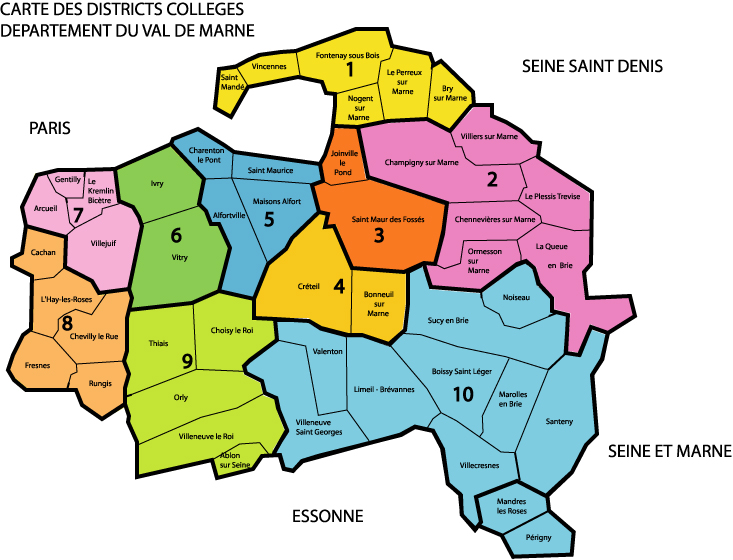 CARTE DES DISTRICTS COLLEGES
DEPARTEMENT DU VAL DE MARNE
SEINE SAINT DENIS
PARIS
Fontenay sous Bois
Vincennes
1
Saint
Mandé
Le Perreux
sur
Marne
Bry
sur Marne
Nogent
sur
Marne
Villiers sur Marne
Champigny sur Marne
2
Le Plessis Trevise
Chennevières sur Marne
Ormesson
sur
Marne
La Queue
en Brie
Joinville
le
Pond
Saint Maur des Fossés
3
Charenton
le Pont
Saint Maurice
Maisons Alfort
Alfortville
5
Ivry
6
Vitry
Gentilly
Le
Kremlin
Bicètre
Arcueil
7
Villejuif
Cachan
L'Hay-les-Roses
8
Chevilly le Rue
Fresnes
Rungis
Créteil
4
Bonneuil
sur
Marne
Thiais
Choisy le Roi
9
Orly
Villeneuve le Roi
Ablon
sur Seine
Noiseau
Sucy en Brie
Valenton
Limeil - Brévannes
Boissy Saint Léger
10
Marolles
en Brie
Santeny
Villeneuve
Saint Georges
Villecresnes
Mandres
les Roses
Périgny
SEINE ET MARNE
ESSONNE